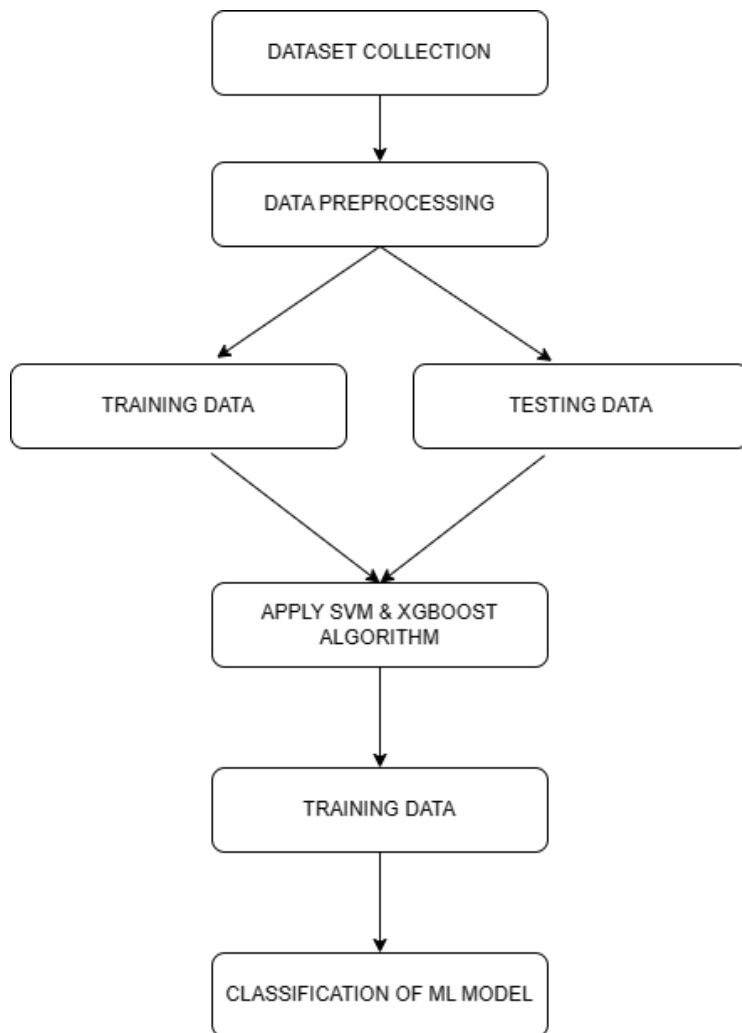 DATASET COLLECTION
DATA PREPROCESSING
TRAINING DATA
TESTING DATA
APPLY SVM & XGBOOST
ALGORITHM
TRAINING DATA
CLASSIFICATION OF ML MODEL